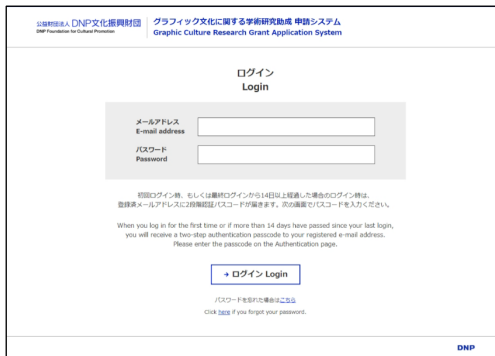 公益財団法人 DNP文化振興財団
DNP Foundation for Cultural Promotion
グラフィック文化に関する学術研究助成 申請システム
Graphic Culture Research Grant Application System
ログイン
Login
メールアドレス
E-mail address
パスワード
Password
初回ログイン時、もしくは最終ログインから14日以上経過した場合のログイン時は、
登録済メールアドレスに2段階認証パスコードが届きます。次の画面でパスコードを入力ください。
When you log in for the first time or if more than 14 days have passed since your last login,
you will receive a two-step authentication passcode to your registered e-mail address.
Please enter the passcode on the Authentication page.
→ ログイン Login
パスワードを忘れた場合はこちら
Click here if you forgot your password.
DNP